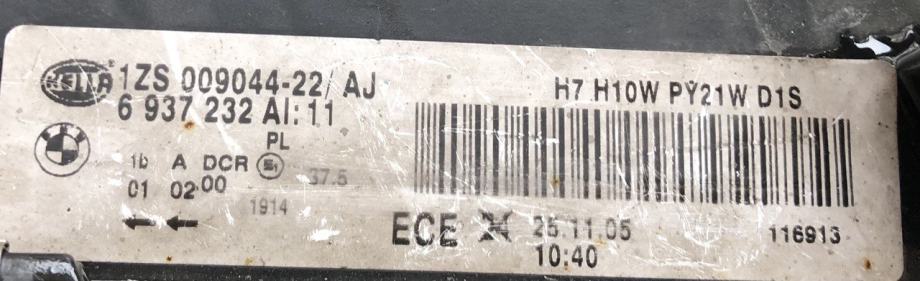 HELLA 1ZS 009044-22/ AJ
6 937 232 AI: 11
H7 H10W PY21W D1S
PL
1b A DCR E1 37.5
01 02 00
1914
ECE 25.11.05 116913
10:40